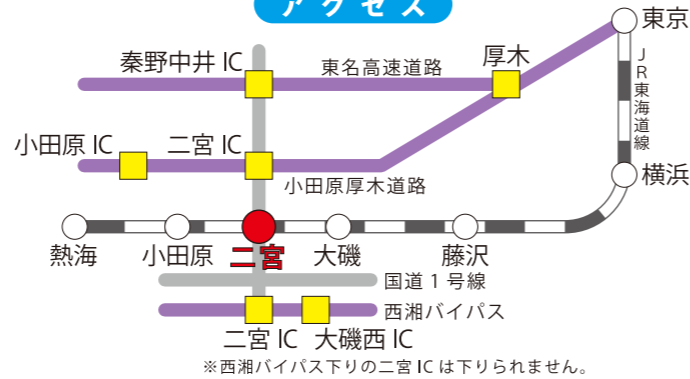 アクセス
東京
秦野中井 IC
東名高速道路
厚木
JR東海道線
小田原 IC
二宮 IC
小田原厚木道路
横浜
熱海
小田原
二宮
大磯
藤沢
国道 1 号線
西湘バイパス
二宮 IC
大磯西 IC
※西湘バイパス下りの二宮 IC は下りられません。